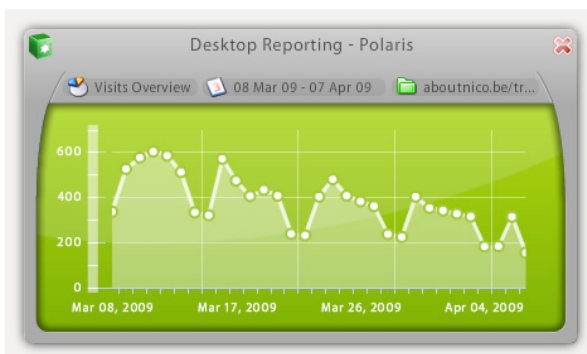 Desktop Reporting - Polaris
Visits Overview 3 08 Mar 09 - 07 Apr 09 aboutnico.be/tr...
600
400
200
0
Mar 08, 2009 Mar 17, 2009 Mar 26, 2009 Apr 04, 2009